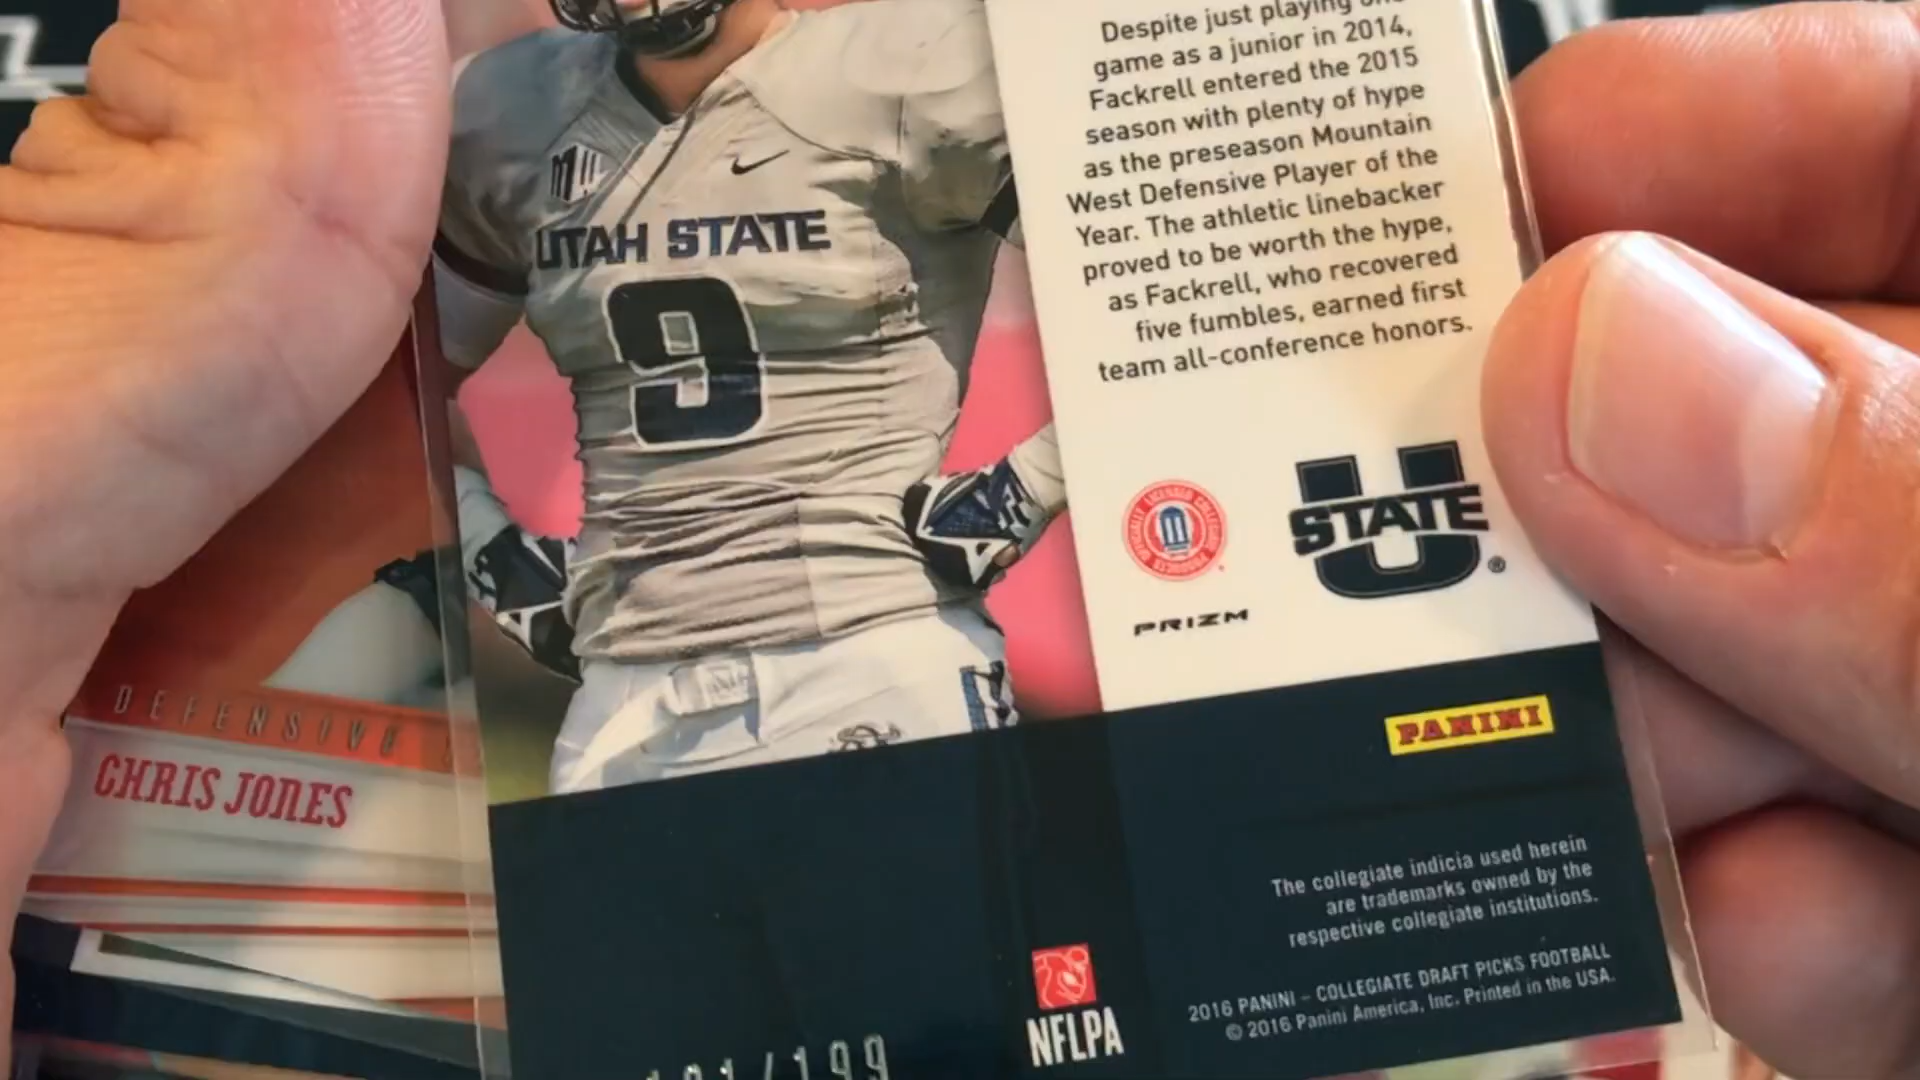 Despite just playing one
game as a junior in 2014,
Fackrell entered the 2015
season with plenty of hype
as the preseason Mountain
West Defensive Player of the
Year. The athletic linebacker
proved to be worth the hype,
as Fackrell, who recovered
five fumbles, earned first
team all-conference honors.
UTAH STATE
9
OFFICIALLY LICENSED COLLEGIATE PRODUCTS
U
STATE
®
PRIZM
PANINI
DEFENSIVE
CHRIS JONES
The collegiate indicia used herein
are trademarks owned by the
respective collegiate institutions.
2016 PANINI – COLLEGIATE DRAFT PICKS FOOTBALL
© 2016 Panini America, Inc. Printed in the USA.
NFLPA
/199